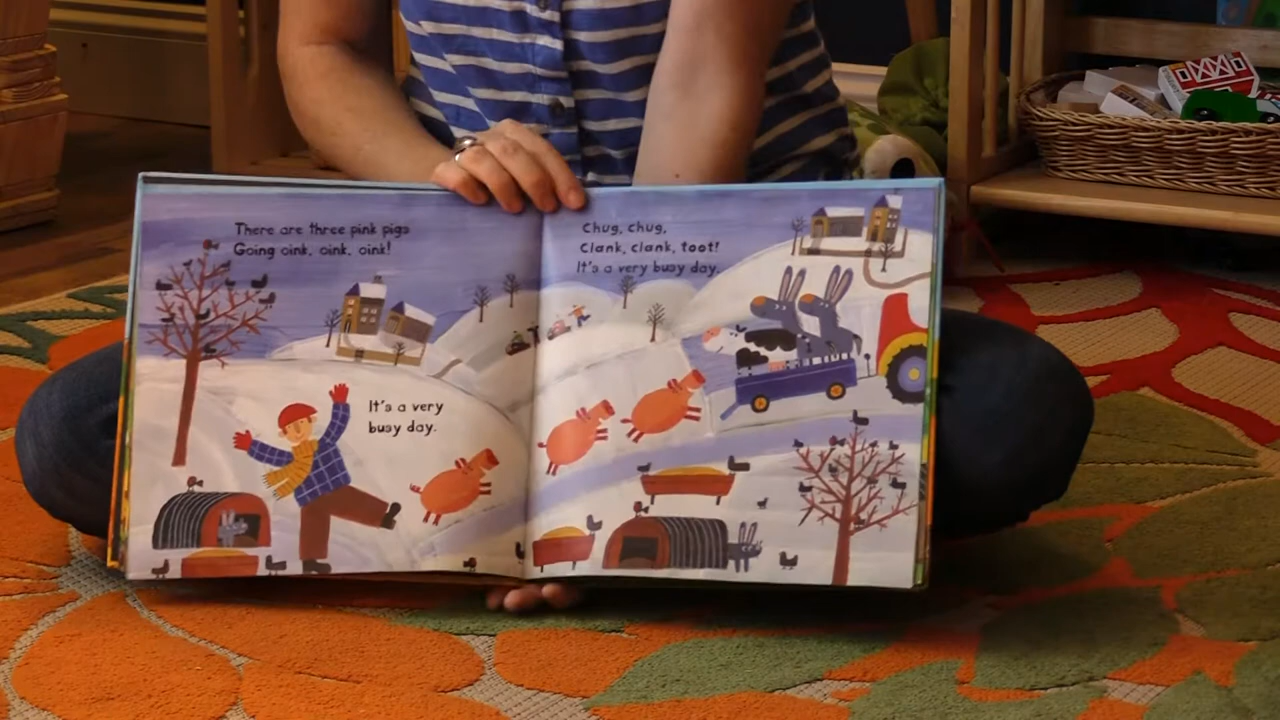 There are three pink pigs
Going oink, oink, oink!
It's a very
busy day.
Chug, chug,
Clank, clank, toot!
It's a very busy day.